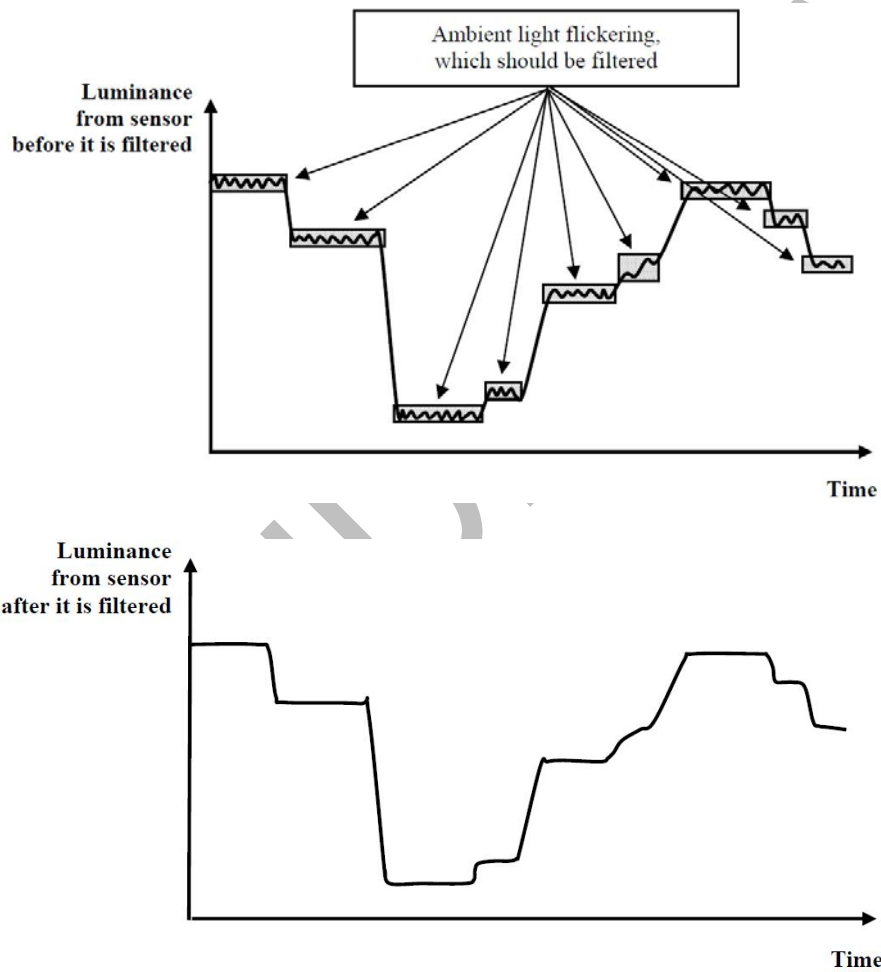 Ambient light flickering,
which should be filtered
Luminance
from sensor
before it is filtered
Time
Luminance
from sensor
after it is filtered
Time